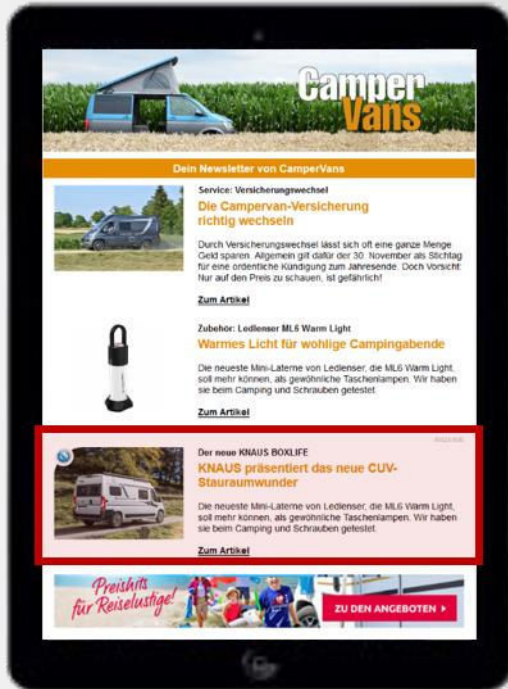 Camper
Vans
Dein Newsletter von CamperVans
Service: Versicherungswechsel
Die Campervan-Versicherung
richtig wechseln
Durch Versicherungswechsel lässt sich oft eine ganze Menge
Geld sparen. Allgemein gilt dafür der 30. November als Stichtag
für eine ordentliche Kündigung zum Jahresende. Doch Vorsicht:
Nur auf den Preis zu schauen, ist gefährlich!
Zum Artikel
Zubehör: Ledlenser ML6 Warm Light
Warmes Licht für wohlige Campingabende
Die neueste Mini-Laterne von Ledlenser, die ML6 Warm Light,
soll mehr können, als gewöhnliche Taschenlampen. Wir haben
sie beim Camping und Schrauben getestet.
Zum Artikel
ANZEIGE
Der neue KNAUS BOXLIFE
KNAUS präsentiert das neue CUV-
Stauraumwunder
Die neueste Mini-Laterne von Ledlenser, die ML6 Warm Light,
soll mehr können, als gewöhnliche Taschenlampen. Wir haben
sie beim Camping und Schrauben getestet.
Zum Artikel
Preishits
für Reiselustige!
ZU DEN ANGEBOTEN